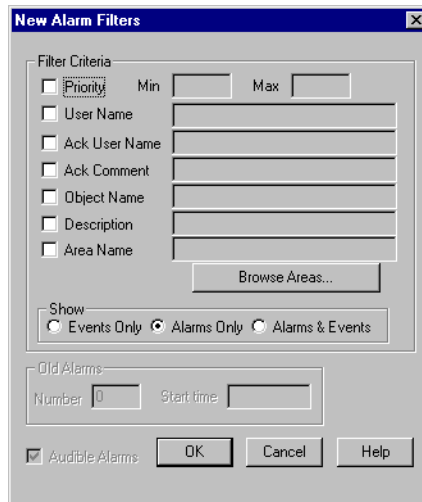 New Alarm Filters
Filter Criteria
Priority Min Max
User Name
Ack User Name
Ack Comment
Object Name
Description
Area Name
Browse Areas...
Show
Events Only Alarms Only Alarms & Events
Old Alarms
Number 0 Start time
Audible Alarms OK Cancel Help